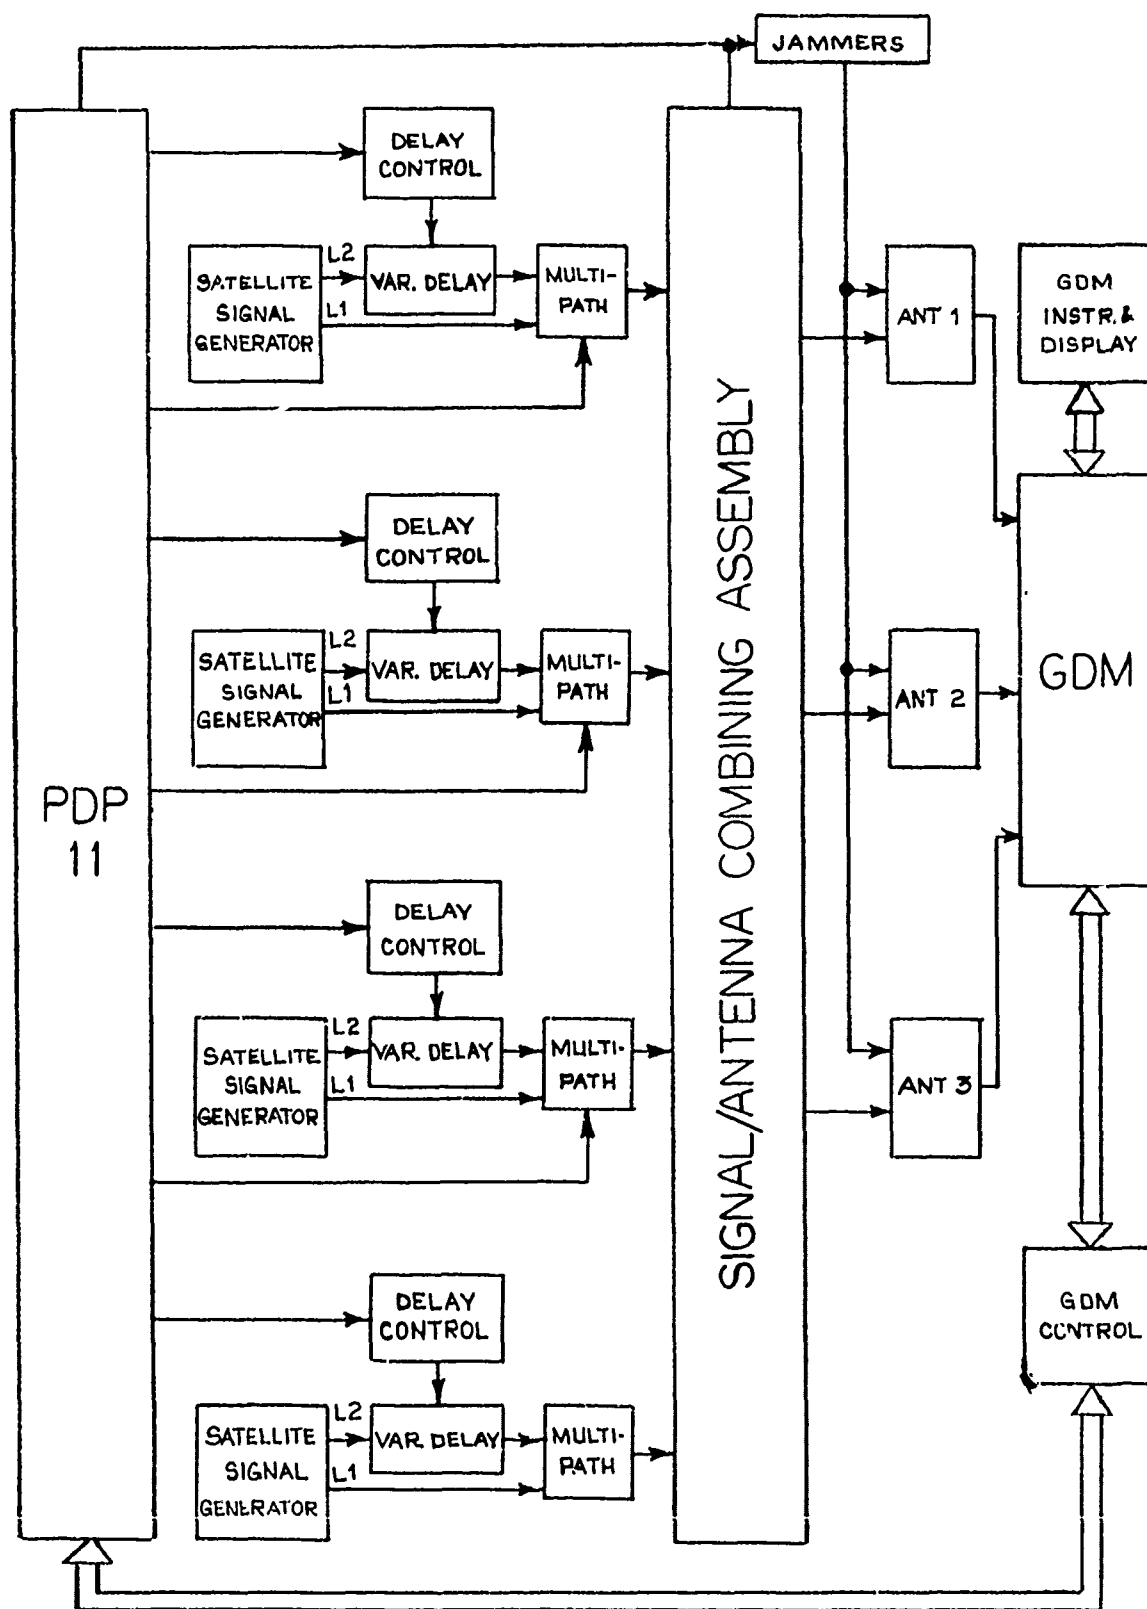 JAMMERS
DELAY
CONTROL
L2
SATELLITE
SIGNAL
GENERATOR
L1
VAR. DELAY
MULTI-
PATH
ANT 1
GDM
INSTR. &
DISPLAY
DELAY
CONTROL
L2
SATELLITE
SIGNAL
GENERATOR
L1
VAR. DELAY
MULTI-
PATH
ANT 2
GDM
PDP
11
SIGNAL/ANTENNA COMBINING ASSEMBLY
DELAY
CONTROL
L2
SATELLITE
SIGNAL
GENERATOR
L1
VAR. DELAY
MULTI-
PATH
ANT 3
DELAY
CONTROL
L2
SATELLITE
SIGNAL
GENERATOR
L1
VAR. DELAY
MULTI-
PATH
GDM
CONTROL